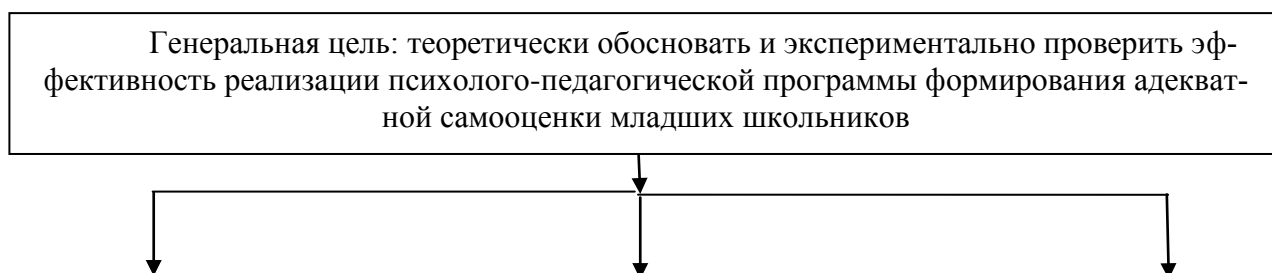 Генеральная цель: теоретически обосновать и экспериментально проверить эф-
фективность реализации психолого-педагогической программы формирования адекват-
ной самооценки младших школьников